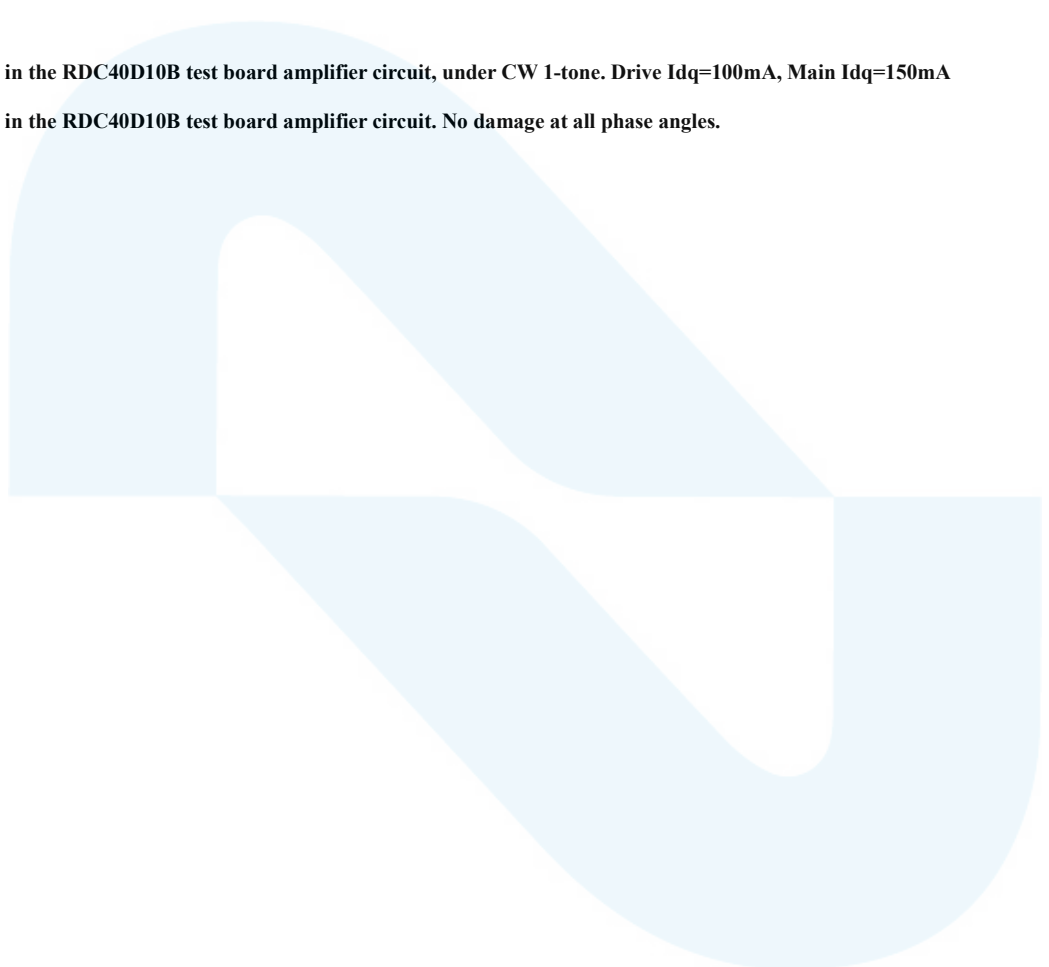 in the RDC40D10B test board amplifier circuit, under CW 1-tone. Drive Idq=100mA, Main Idq=150mA
in the RDC40D10B test board amplifier circuit. No damage at all phase angles.